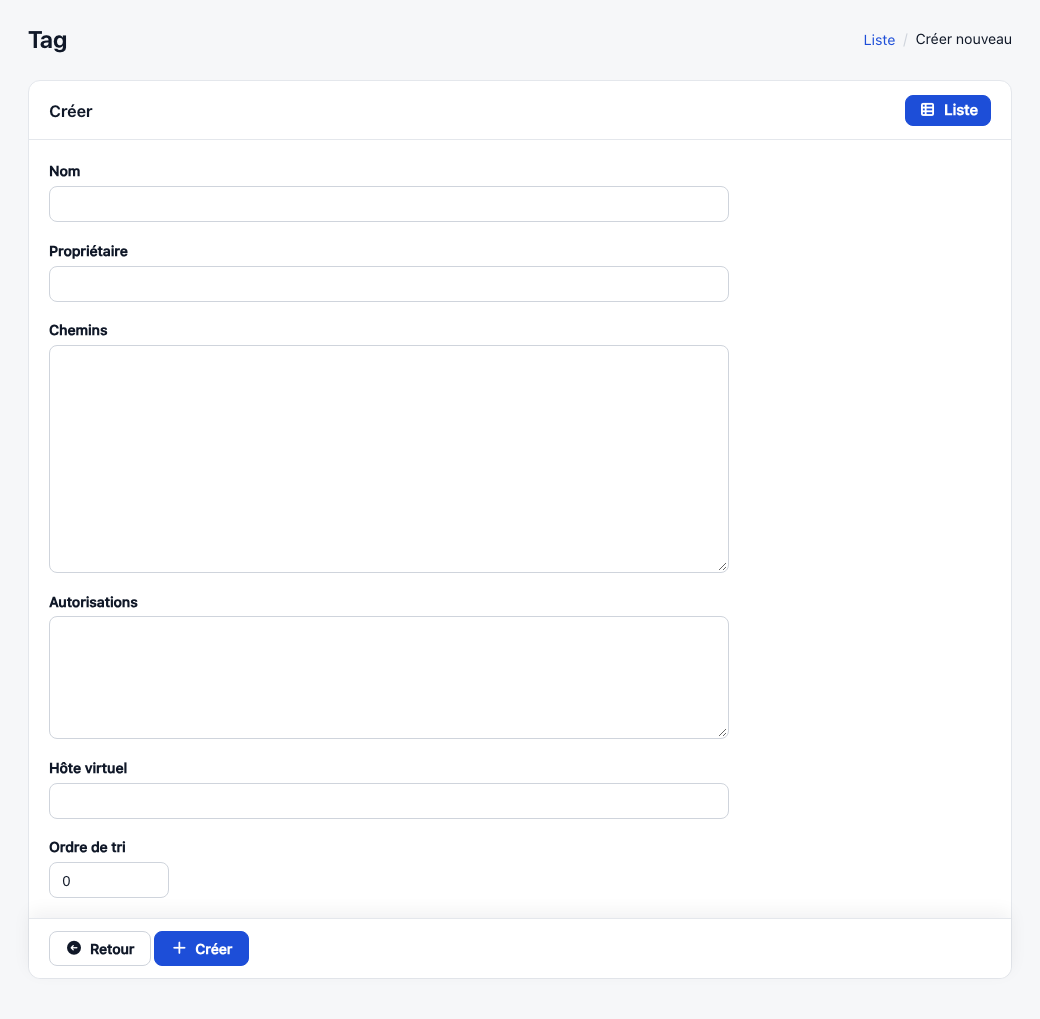 Tag
Liste / Créer nouveau
Créer
Liste
Nom
Propriétaire
Chemins
Autorisations
Hôte virtuel
Ordre de tri
0
Retour
Créer